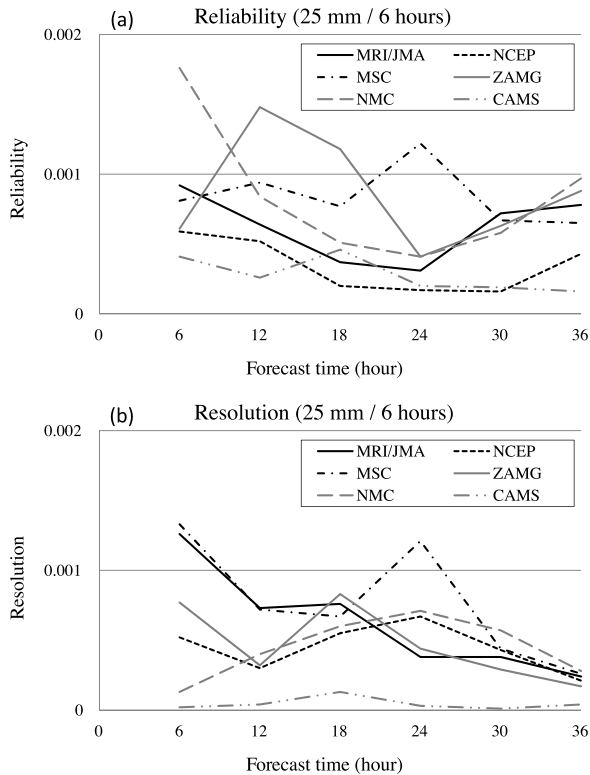 (a) Reliability (25 mm / 6 hours)
0.002
MRI/JMA NCEP
MSC ZAMG
NMC CAMS
Reliability
0.001
0
0 6 12 18 24 30 36
Forecast time (hour)
(b) Resolution (25 mm / 6 hours)
0.002
MRI/JMA NCEP
MSC ZAMG
NMC CAMS
Resolution
0.001
0
0 6 12 18 24 30 36
Forecast time (hour)